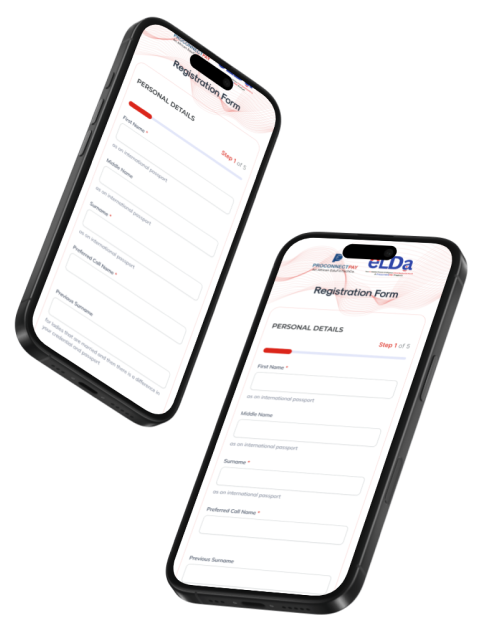 PROCONNECTPAY
Registration Form
PERSONAL DETAILS
Step 1 of 5
First Name *
as on international passport
Middle Name
as on international passport
Surname *
as on international passport
Preferred Call Name *
Previous Surname
for ladies that are married and then there is a difference in
your credential and passport
PROCONNECTPAY
eLDa
Registration Form
PERSONAL DETAILS
Step 1 of 5
First Name *
as on international passport
Middle Name
as on international passport
Surname *
as on international passport
Preferred Call Name *
Previous Surname